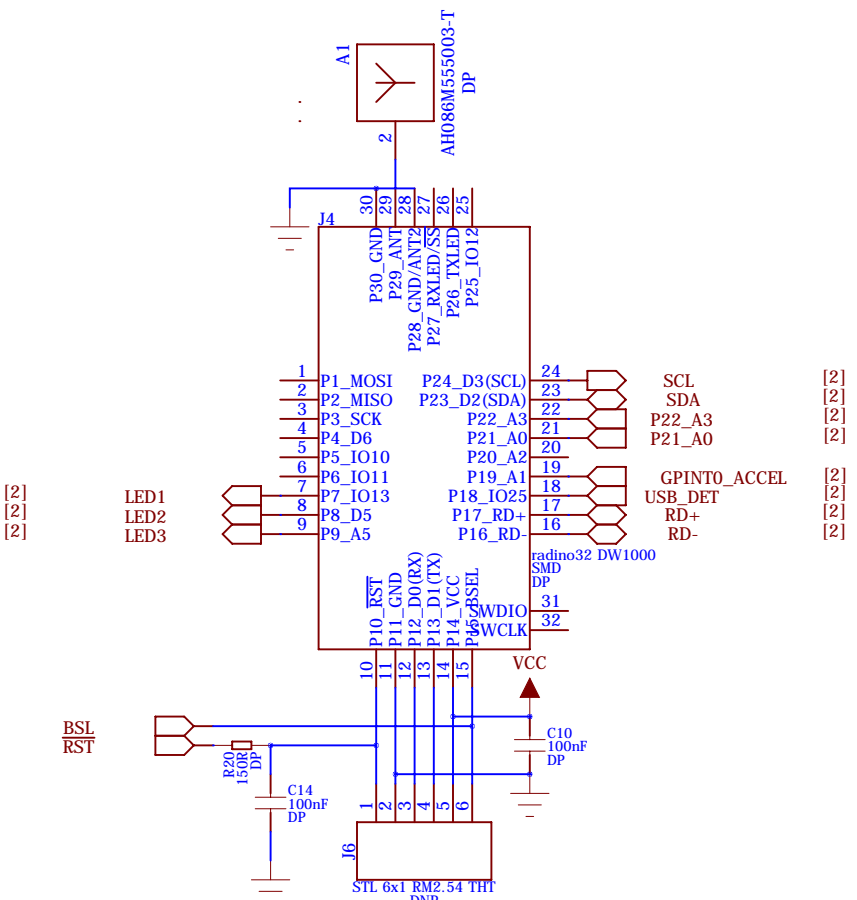 A1
AH086M555003-T
DP
2
30
29
28
27
26
25
J4
P30_GND
P29_ANT
P28_GND/ANT2
P27_RXLED/SS
P26_TXLED
P25_IO12
1 P1_MOSI
2 P2_MISO
3 P3_SCK
4 P4_D6
5 P5_IO10
6 P6_IO11
[2] LED1 7 P7_IO13
[2] LED2 8 P8_D5
[2] LED3 9 P9_A5
P24_D3(SCL) 24 SCL [2]
P23_D2(SDA) 23 SDA [2]
P22_A3 22 P22_A3 [2]
P21_A0 21 P21_A0 [2]
P20_A2 20
P19_A1 19 GPINT0_ACCEL [2]
P18_IO25 18 USB_DET [2]
P17_RD+ 17 RD+ [2]
P16_RD- 16 RD- [2]
radino32 DW1000
SMD
DP
SWDIO 31
SWCLK 32
P10_RST
P11_GND
P12_D0(RX)
P13_D1(TX)
P14_VCC
P15_BSEL
10
11
12
13
14
15
VCC
BSL
RST
R20
150R
DP
C10
100nF
DP
C14
100nF
DP
1
2
3
4
5
6
J6
STL 6x1 RM2.54 THT
DNP